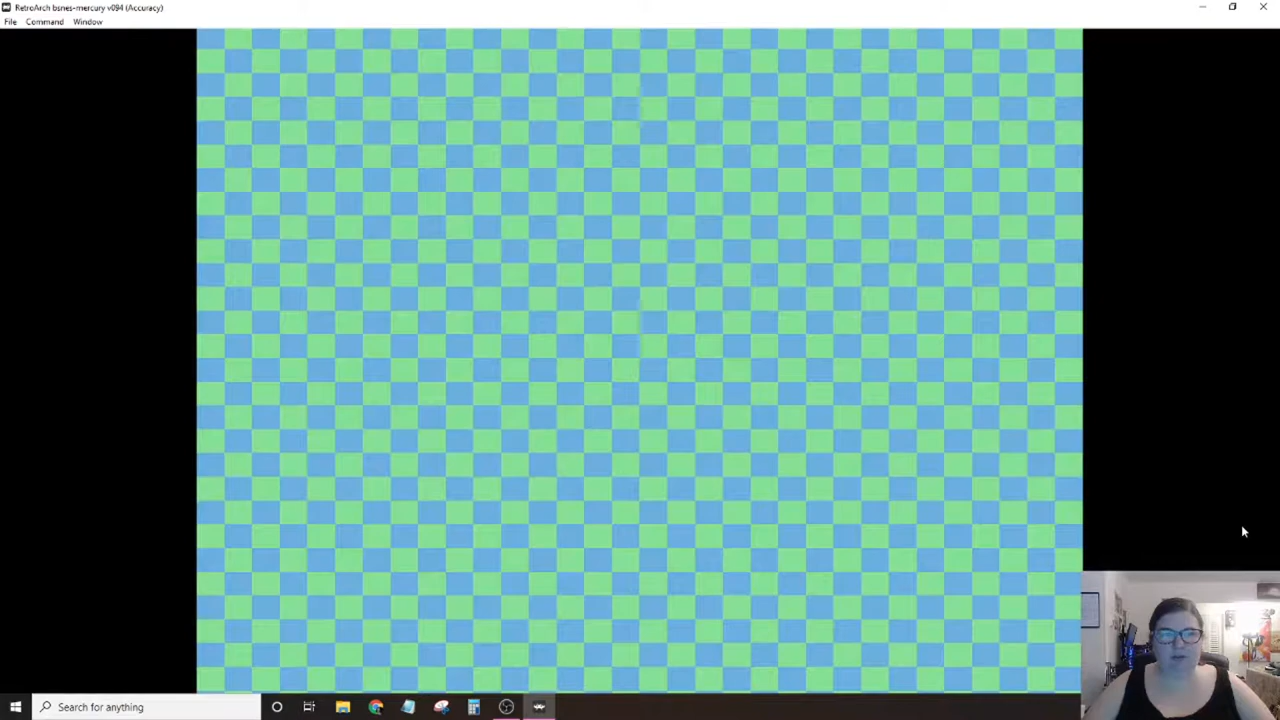 RetroArch bsnes-mercury v094 (Accuracy)
File Command Window
Search for anything